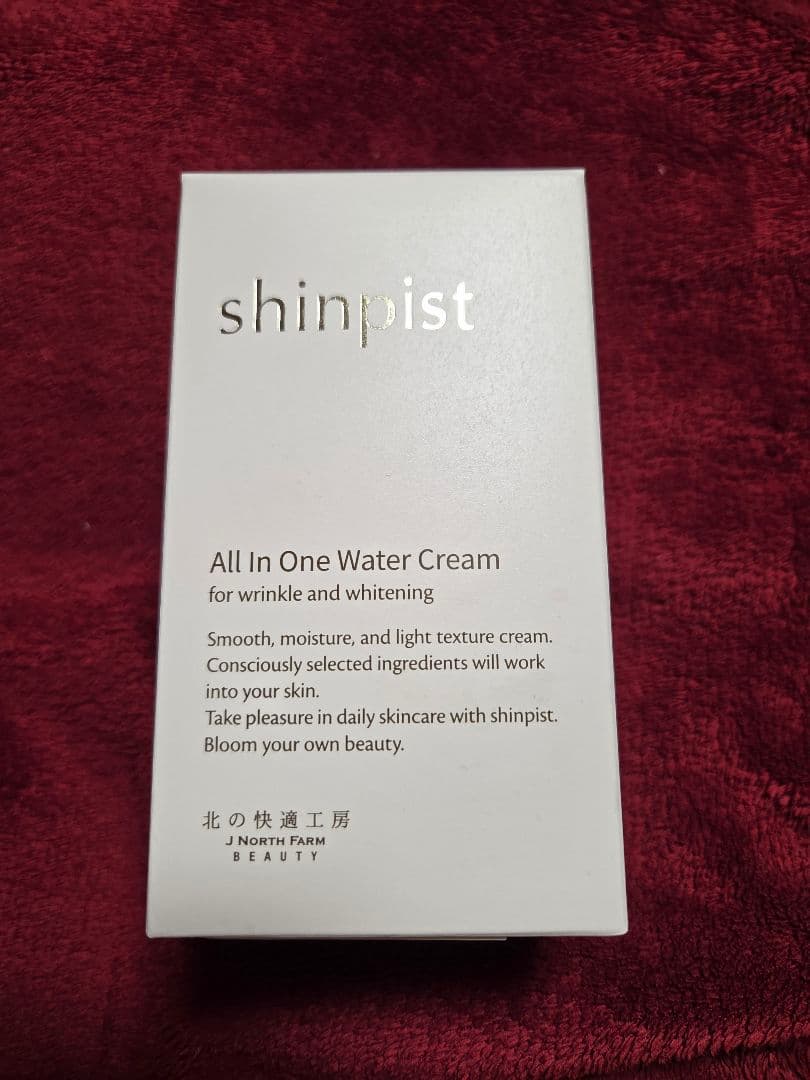 shinpist
All In One Water Cream
for wrinkle and whitening
Smooth, moisture, and light texture cream.
Consciously selected ingredients will work
into your skin.
Take pleasure in daily skincare with shinpist.
Bloom your own beauty.
北の快適工房
J NORTH FARM
BEAUTY